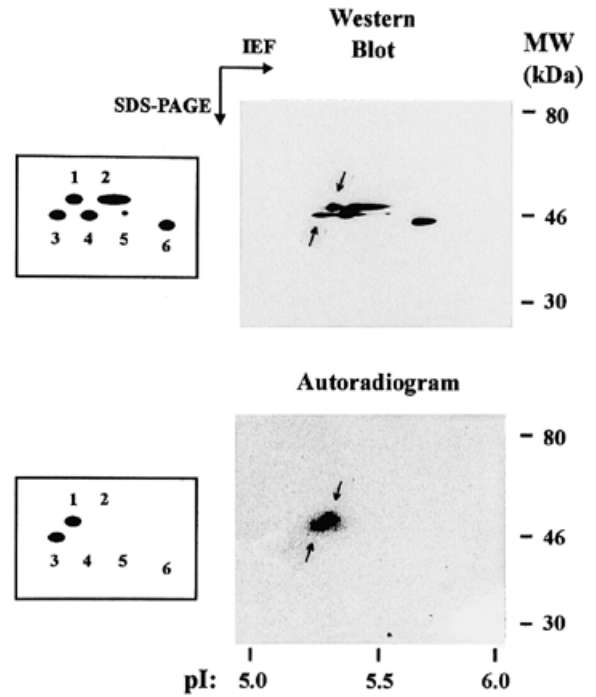 Western
Blot
IEF
MW
(kDa)
SDS-PAGE
80
1 2
46
3 4 5 6
30
Autoradiogram
80
1 2
46
3 4 5 6
30
pI: 5.0 5.5 6.0